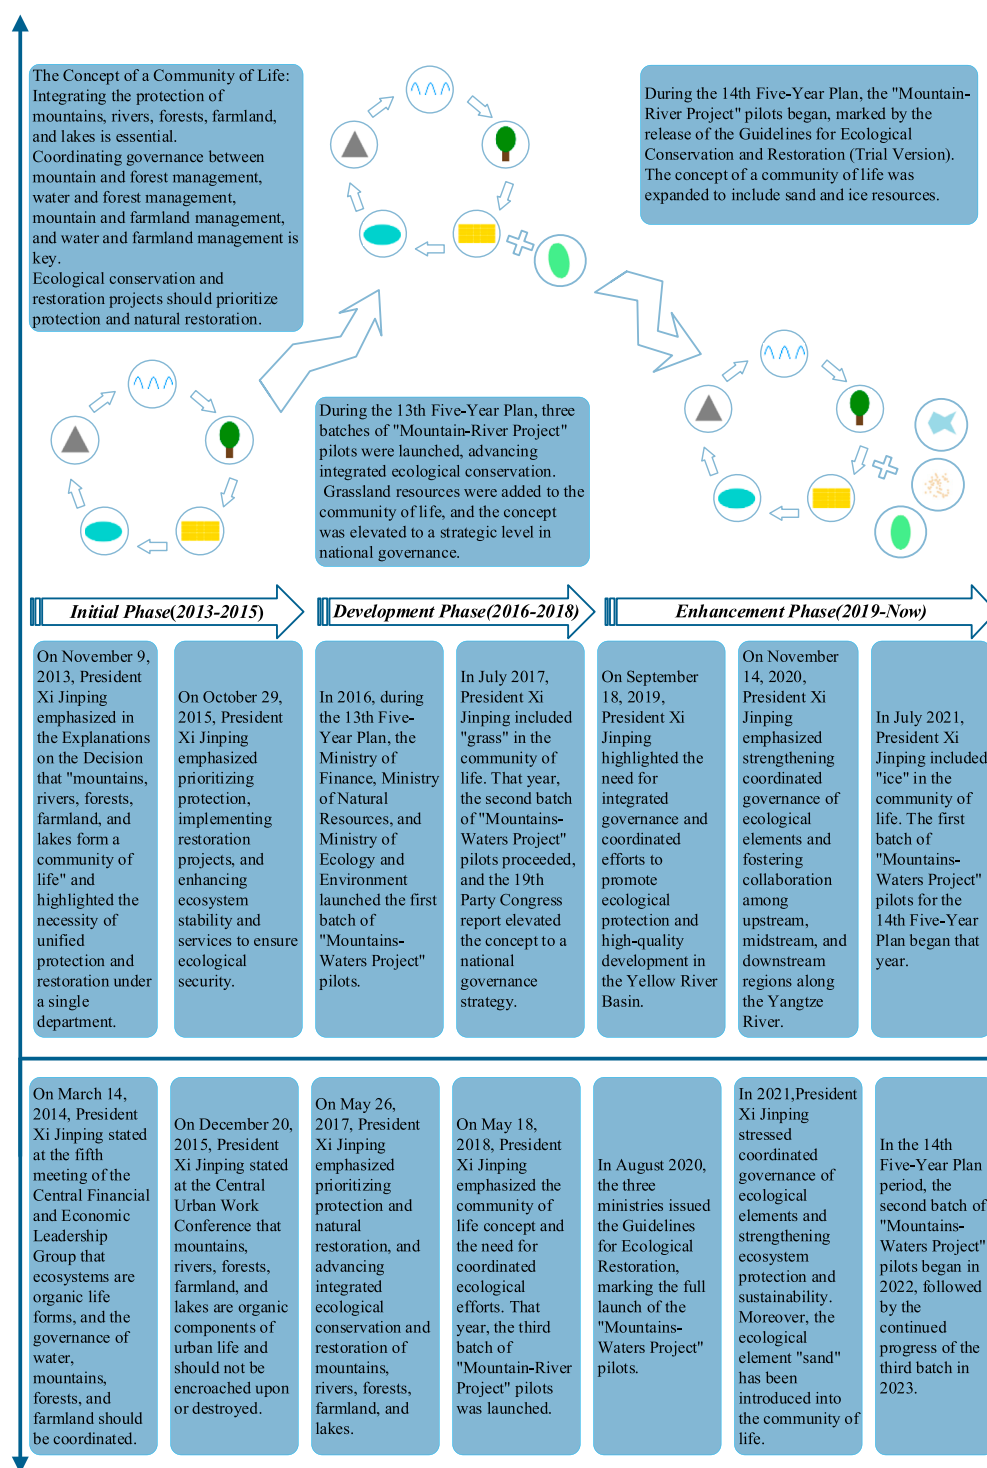 The Concept of a Community of Life:
Integrating the protection of
mountains, rivers, forests, farmland,
and lakes is essential.
Coordinating governance between
mountain and forest management,
water and forest management,
mountain and farmland management,
and water and farmland management is
key.
Ecological conservation and
restoration projects should prioritize
protection and natural restoration.
During the 14th Five-Year Plan, the "Mountain-
River Project" pilots began, marked by the
release of the Guidelines for Ecological
Conservation and Restoration (Trial Version).
The concept of a community of life was
expanded to include sand and ice resources.
During the 13th Five-Year Plan, three
batches of "Mountain-River Project"
pilots were launched, advancing
integrated ecological conservation.
Grassland resources were added to the
community of life, and the concept
was elevated to a strategic level in
national governance.
Initial Phase(2013-2015)
Development Phase(2016-2018)
Enhancement Phase(2019-Now)
On November 9,
2013, President
Xi Jinping
emphasized in
the Explanations
on the Decision
that "mountains,
rivers, forests,
farmland, and
lakes form a
community of
life" and
highlighted the
necessity of
unified
protection and
restoration under
a single
department.
On October 29,
2015, President
Xi Jinping
emphasized
prioritizing
protection,
implementing
restoration
projects, and
enhancing
ecosystem
stability and
services to ensure
ecological
security.
In 2016, during
the 13th Five-
Year Plan, the
Ministry of
Finance, Ministry
of Natural
Resources, and
Ministry of
Ecology and
Environment
launched the first
batch of
"Mountains-
Waters Project"
pilots.
In July 2017,
President Xi
Jinping included
"grass" in the
community of
life. That year,
the second batch
of "Mountains-
Waters Project"
pilots proceeded,
and the 19th
Party Congress
report elevated
the concept to a
national
governance
strategy.
On September
18, 2019,
President Xi
Jinping
highlighted the
need for
integrated
governance and
coordinated
efforts to
promote
ecological
protection and
high-quality
development in
the Yellow River
Basin.
On November
14, 2020,
President Xi
Jinping
emphasized
strengthening
coordinated
governance of
ecological
elements and
fostering
collaboration
among
upstream,
midstream, and
downstream
regions along
the Yangtze
River.
In July 2021,
President Xi
Jinping included
"ice" in the
community of
life. The first
batch of
"Mountains-
Waters Project"
pilots for the
14th Five-Year
Plan began that
year.
On March 14,
2014, President
Xi Jinping stated
at the fifth
meeting of the
Central Financial
and Economic
Leadership
Group that
ecosystems are
organic life
forms, and the
governance of
water,
mountains,
forests, and
farmland should
be coordinated.
On December 20,
2015, President
Xi Jinping stated
at the Central
Urban Work
Conference that
mountains,
rivers, forests,
farmland, and
lakes are organic
components of
urban life and
should not be
encroached upon
or destroyed.
On May 26,
2017, President
Xi Jinping
emphasized
prioritizing
protection and
natural
restoration, and
advancing
integrated
ecological
conservation and
restoration of
mountains,
rivers, forests,
farmland, and
lakes.
On May 18,
2018, President
Xi Jinping
emphasized the
community of
life concept and
the need for
coordinated
ecological
efforts. That
year, the third
batch of
"Mountain-River
Project" pilots
was launched.
In August 2020,
the three
ministries issued
the Guidelines
for Ecological
Restoration,
marking the full
launch of the
"Mountains-
Waters Project"
pilots.
In 2021,President
Xi Jinping
stressed
coordinated
governance of
ecological
elements and
strengthening
ecosystem
protection and
sustainability.
Moreover, the
ecological
element "sand"
has been
introduced into
the community of
life.
In the 14th
Five-Year Plan
period, the
second batch of
"Mountains-
Waters Project"
pilots began in
2022, followed
by the
continued
progress of the
third batch in
2023.